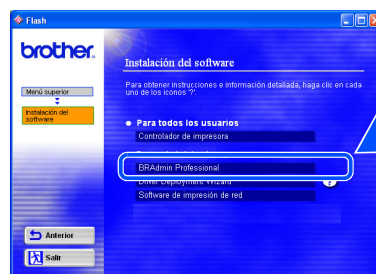 Flash
brother.
Instalación del software
Para obtener instrucciones e información detallada, haga clic en cada
uno de los iconos '?'.
Menú superior
Instalación del
software
Para todos los usuarios
Controlador de impresora
BRAdmin Professional
Driver Deployment Wizard
Software de impresión de red
Anterior
Salir